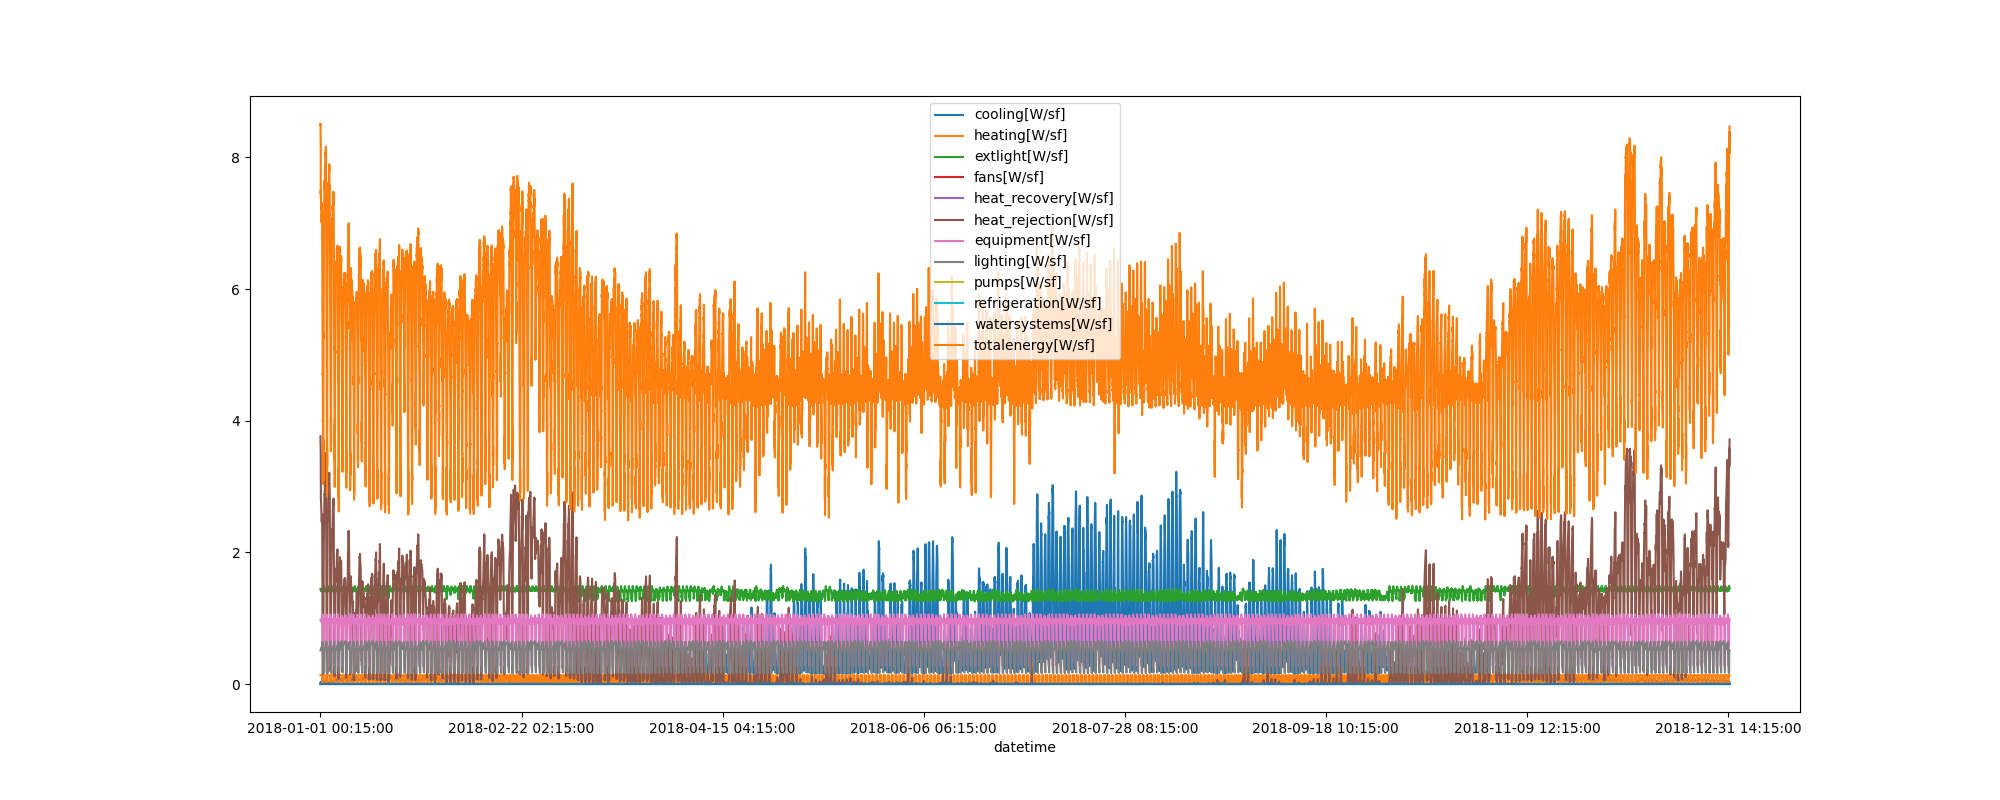 cooling[W/sf]
heating[W/sf]
extlight[W/sf]
fans[W/sf]
heat_recovery[W/sf]
heat_rejection[W/sf]
equipment[W/sf]
lighting[W/sf]
pumps[W/sf]
refrigeration[W/sf]
watersystems[W/sf]
totalenergy[W/sf]
8
6
4
2
0
2018-01-01 00:15:00 2018-02-22 02:15:00 2018-04-15 04:15:00 2018-06-06 06:15:00 2018-07-28 08:15:00 2018-09-18 10:15:00 2018-11-09 12:15:00 2018-12-31 14:15:00
datetime